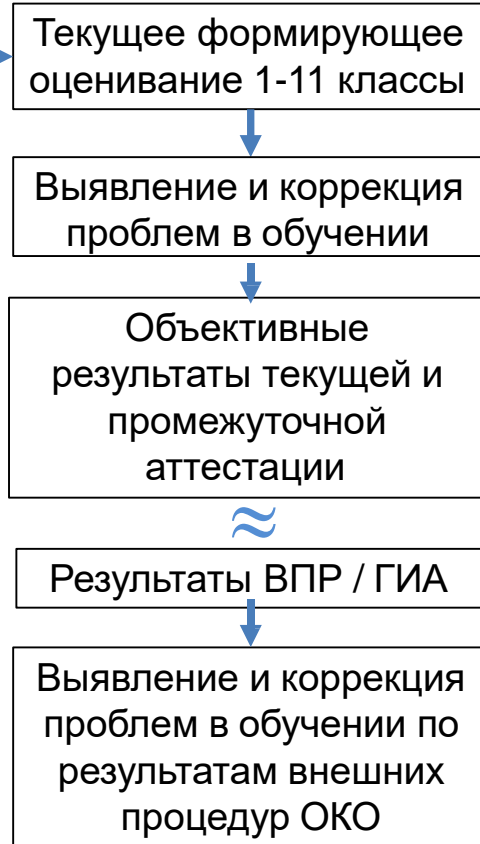 Текущее формирующее
оценивание 1-11 классы
Выявление и коррекция
проблем в обучении
Объективные
результаты текущей и
промежуточной
аттестации
≈
Результаты ВПР / ГИА
Выявление и коррекция
проблем в обучении по
результатам внешних
процедур ОКО